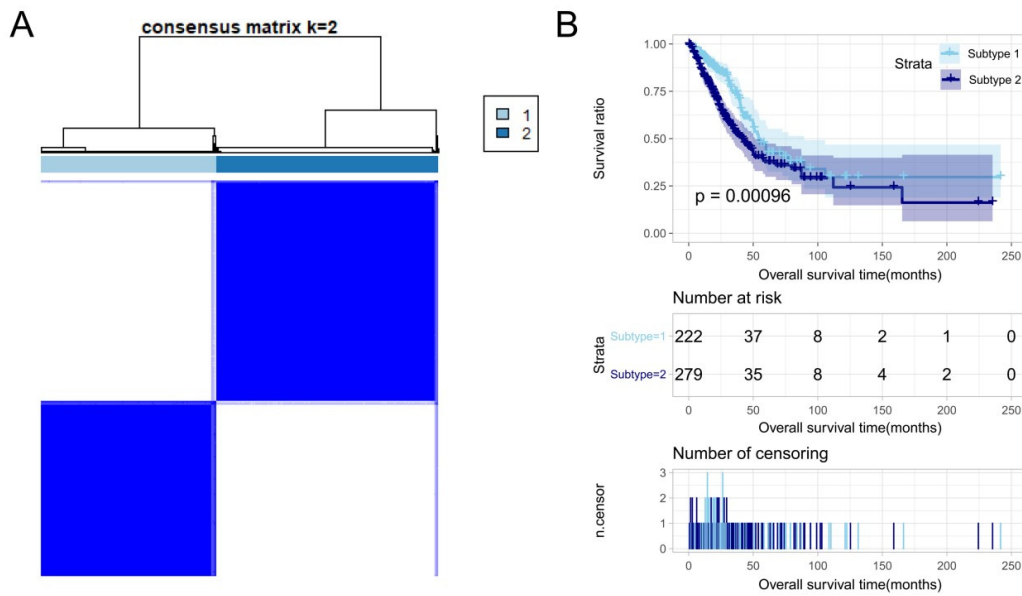 A
consensus matrix k=2
1
2
B
Survival ratio
1.00
0.75
0.50
0.25
0.00
Strata
Subtype 1
Subtype 2
p = 0.00096
0 50 100 150 200 250
Overall survival time(months)
Number at risk
Strata
Subtype=1 222 37 8 2 1 0
Subtype=2 279 35 8 4 2 0
0 50 100 150 200 250
Overall survival time(months)
Number of censoring
n.censor
3
2
1
0
0 50 100 150 200 250
Overall survival time(months)